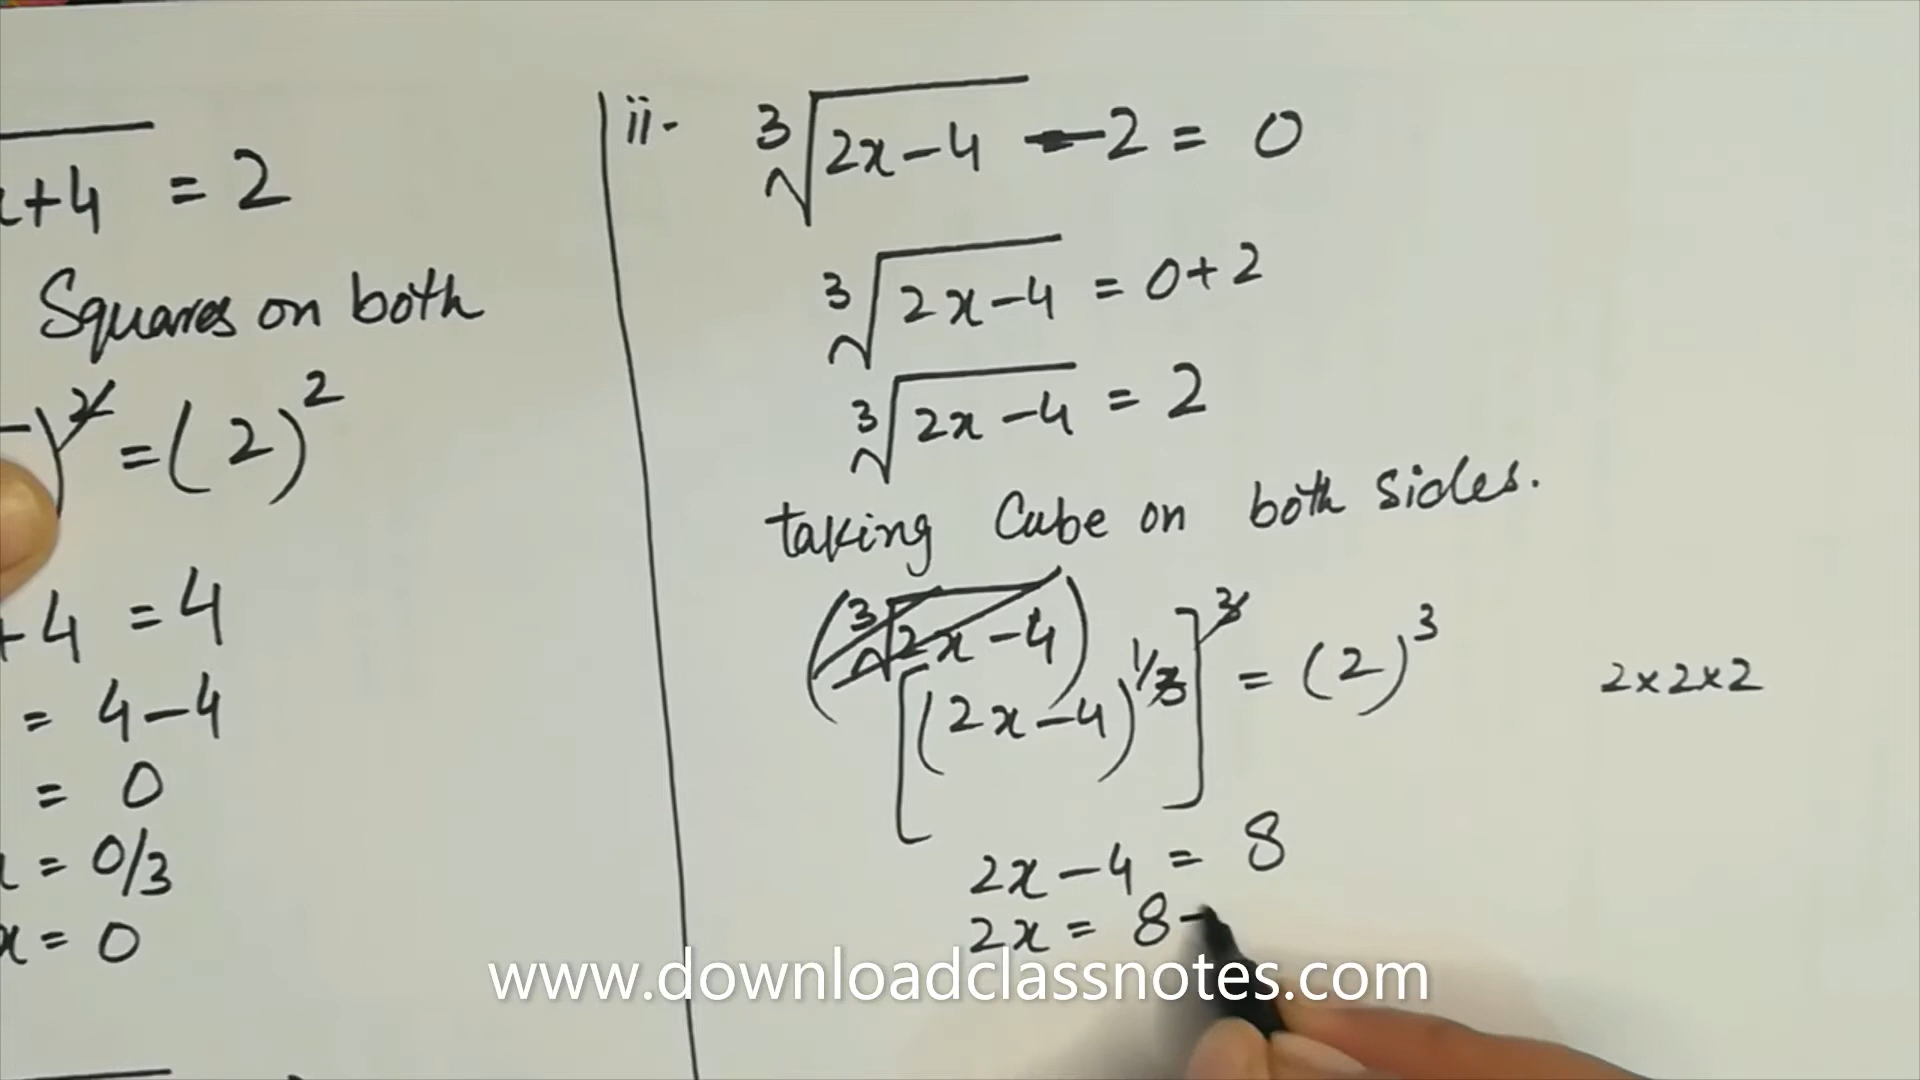 x+4 = 2
Squares on both
)² = (2)²
+4 = 4
= 4-4
= 0
x = 0/3
x = 0
ii- ∛(2x-4) - 2 = 0
∛(2x-4) = 0+2
∛(2x-4) = 2
taking Cube on both sides.
(∛(2x-4))
[(2x-4)^1/3]³ = (2)³ 2×2×2
2x-4 = 8
2x = 8-
www.downloadclassnotes.com